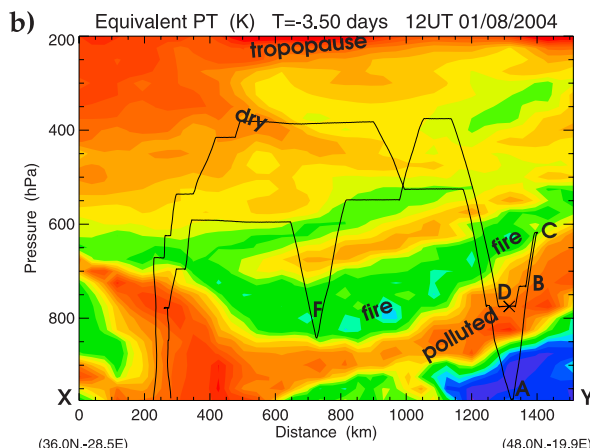 b) Equivalent PT (K) T=-3.50 days 12UT 01/08/2004
200
400
600
800
Pressure (hPa)
tropopause
dry
fire
C
D
B
F
fire
polluted
A
X
Y
0 200 400 600 800 1000 1200 1400
Distance (km)
(36.0N,-28.5E)
(48.0N,-19.9E)